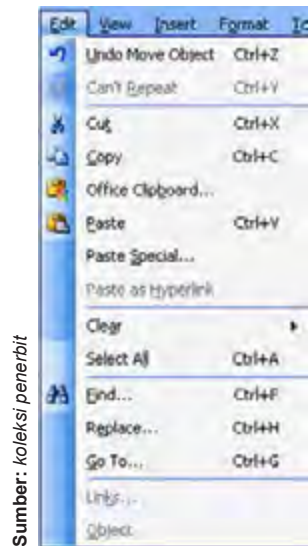 Edit View Insert Format To
Undo Move Object Ctrl+Z
Can't Repeat Ctrl+Y
Cut Ctrl+X
Copy Ctrl+C
Office Clipboard...
Paste Ctrl+V
Paste Special...
Paste as Hyperlink
Clear
Select All Ctrl+A
Find... Ctrl+F
Replace... Ctrl+H
Go To... Ctrl+G
Links...
Object
Sumber: koleksi penerbit